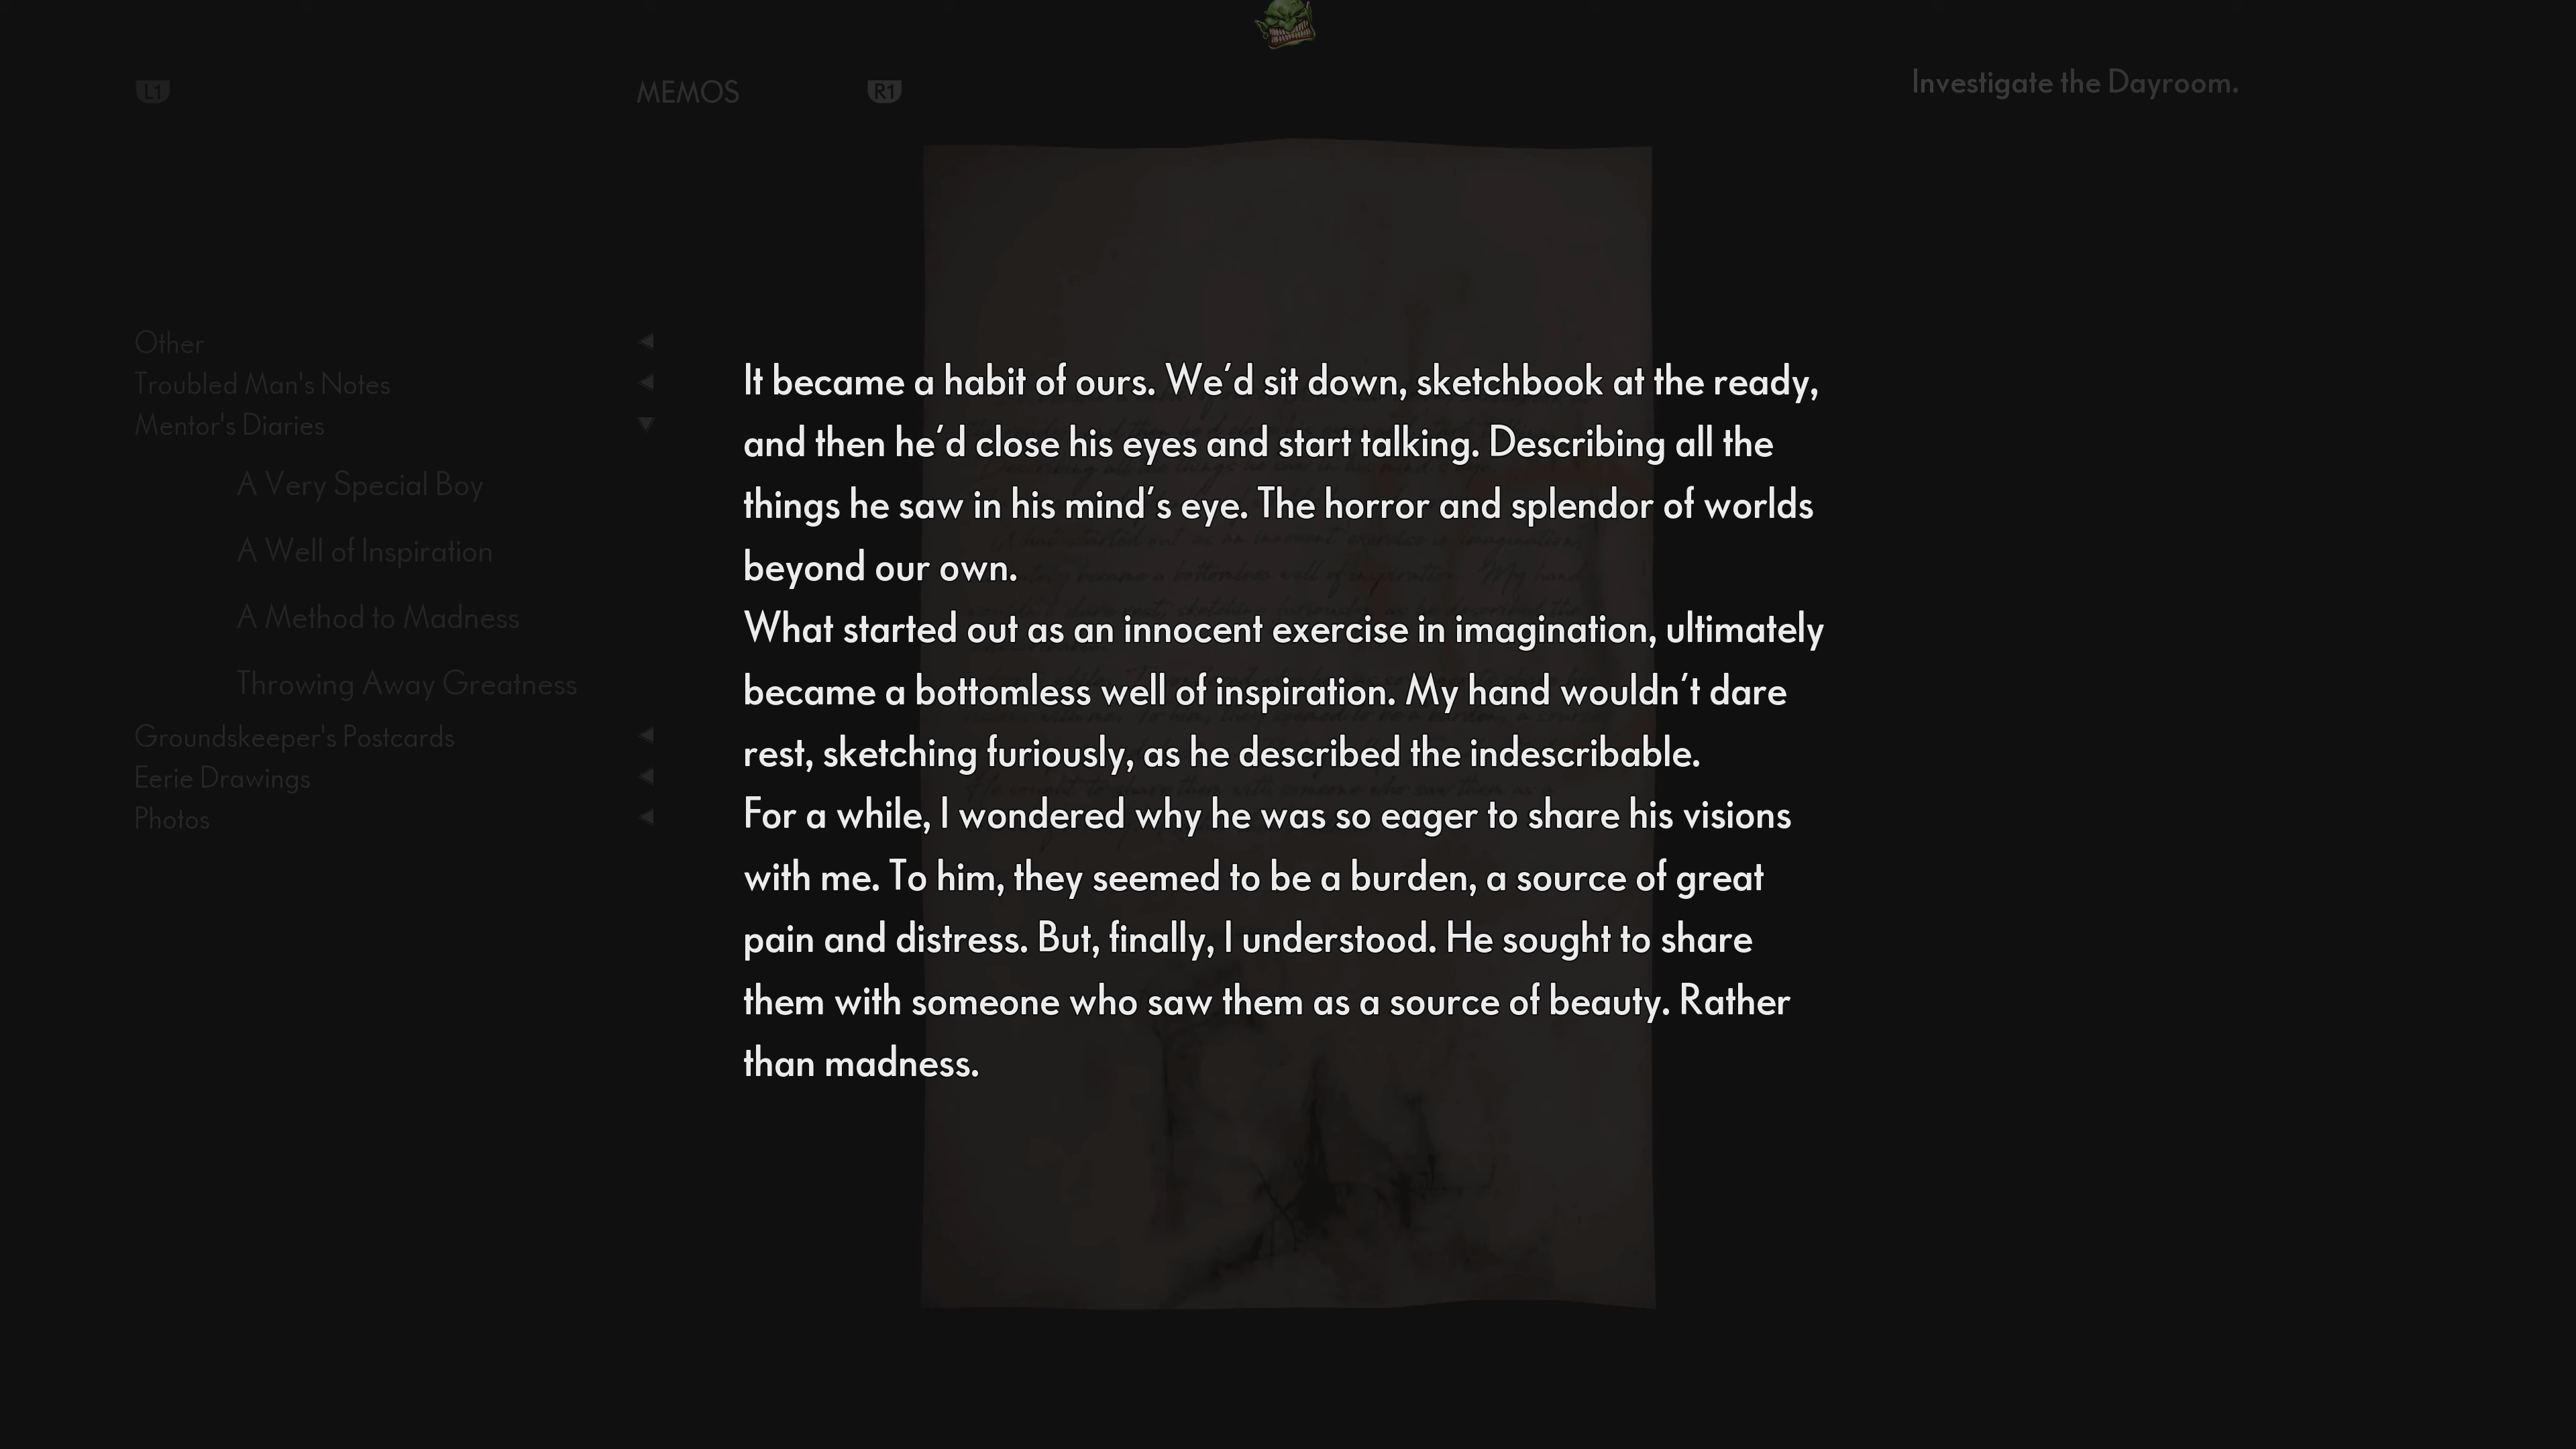 L1
MEMOS
R1
Investigate the Dayroom.
Other
Troubled Man's Notes
Mentor's Diaries
A Very Special Boy
A Well of Inspiration
A Method to Madness
Throwing Away Greatness
Groundskeeper's Postcards
Eerie Drawings
Photos
It became a habit of ours. We'd sit down, sketchbook at the ready,
and then he'd close his eyes and start talking. Describing all the
things he saw in his mind's eye. The horror and splendor of worlds
beyond our own.
What started out as an innocent exercise in imagination, ultimately
became a bottomless well of inspiration. My hand wouldn't dare
rest, sketching furiously, as he described the indescribable.
For a while, I wondered why he was so eager to share his visions
with me. To him, they seemed to be a burden, a source of great
pain and distress. But, finally, I understood. He sought to share
them with someone who saw them as a source of beauty. Rather
than madness.